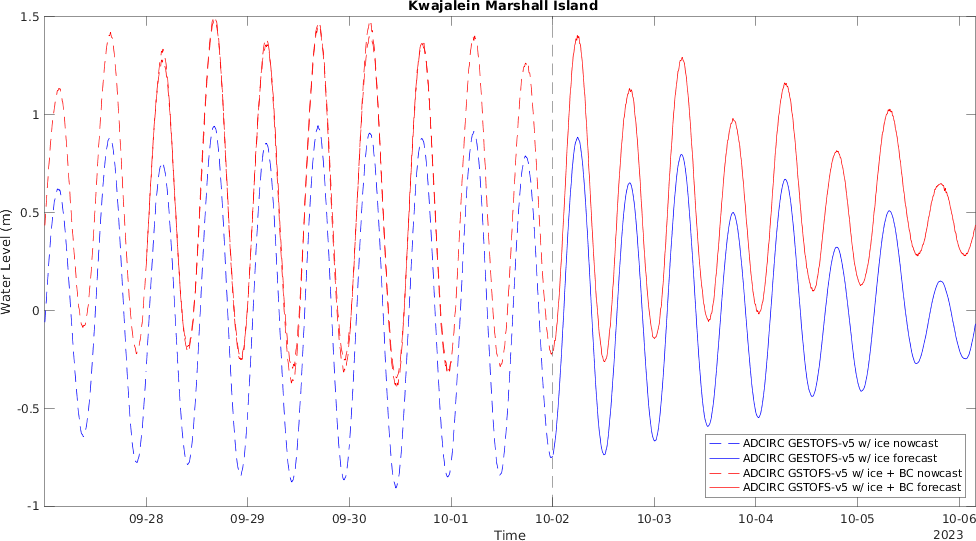 Kwajalein Marshall Island
1.5
1
0.5
0
-0.5
-1
Water Level (m)
ADCIRC GESTOFS-v5 w/ ice nowcast
ADCIRC GESTOFS-v5 w/ ice forecast
ADCIRC GSTOFS-v5 w/ ice + BC nowcast
ADCIRC GSTOFS-v5 w/ ice + BC forecast
09-28 09-29 09-30 10-01 10-02 10-03 10-04 10-05 10-06
Time
2023